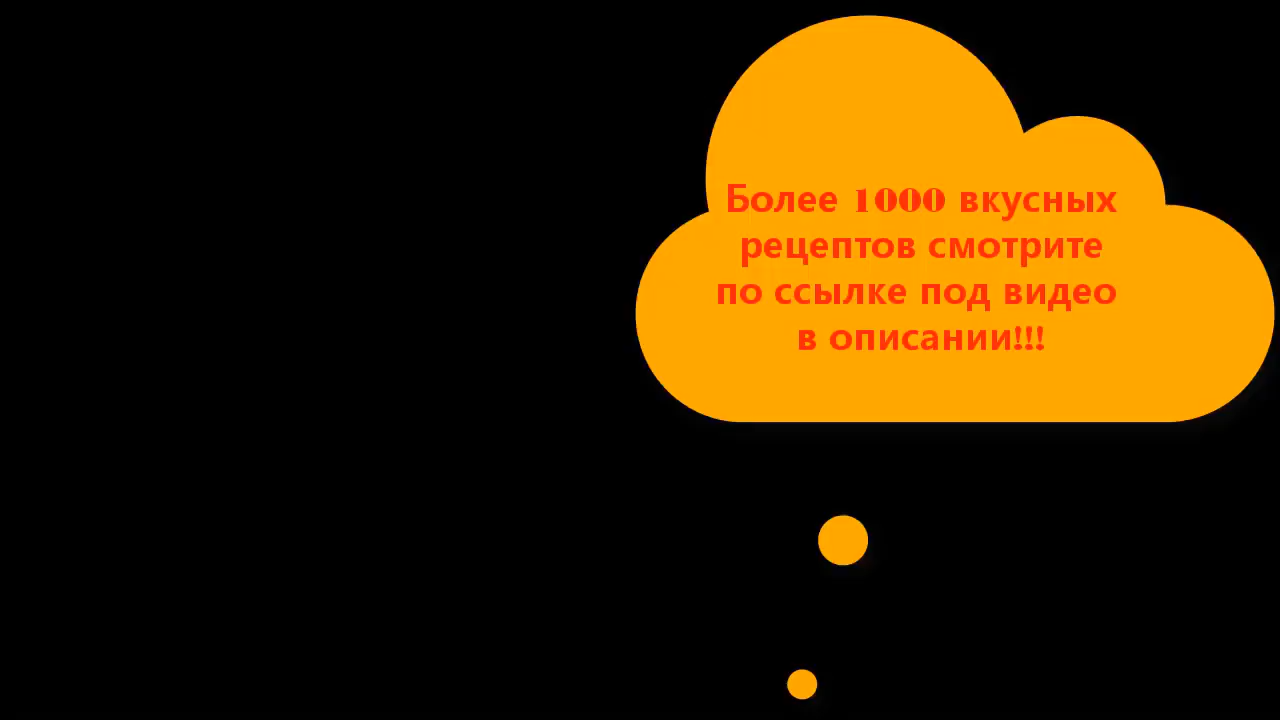 Более 1000 вкусных
рецептов смотрите
по ссылке под видео
в описании!!!